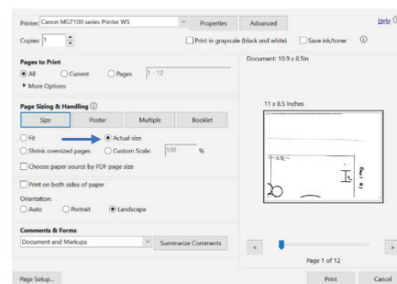 Printer: Canon MG7100 series Printer WS Properties Advanced Help
Copies: 1 Print in grayscale (black and white) Save ink/toner
Pages to Print
All Current Pages 1 - 12
More Options
Page Sizing & Handling
Size Poster Multiple Booklet
Fit Actual size
Shrink oversized pages Custom Scale: 100 %
Choose paper source by PDF page size
Print on both sides of paper
Orientation:
Auto Portrait Landscape
Comments & Forms
Document and Markups Summarize Comments
Document: 10.9 x 8.5in
11 x 8.5 Inches
< >
Page 1 of 12
Page Setup... Print Cancel